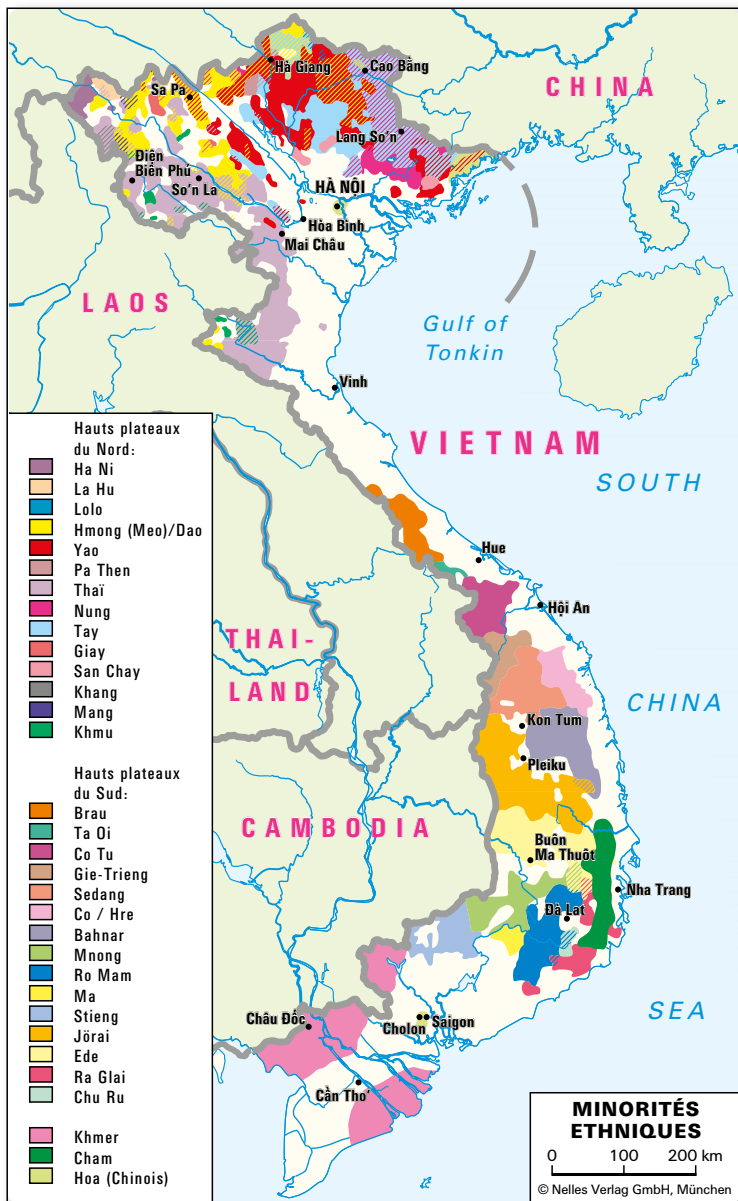 CHINA
Hà Giang
Cao Bằng
Sa Pa
Lang So'n
Điện
Biên Phú
So'n La
HÀ NỘI
Hòa Bình
Mai Châu
LAOS
Gulf of
Tonkin
Vinh
VIETNAM
SOUTH
Hue
Hội An
THAI-
LAND
CHINA
Kon Tum
Pleiku
CAMBODIA
Buôn
Ma Thuôt
Nha Trang
Đà Lat
SEA
Châu Đốc
Cholon
Saigon
Cần Tho'
Hauts plateaux
du Nord:
Ha Ni
La Hu
Lolo
Hmong (Meo)/Dao
Yao
Pa Then
Thaï
Nung
Tay
Giay
San Chay
Khang
Mang
Khmu
Hauts plateaux
du Sud:
Brau
Ta Oi
Co Tu
Gie-Trieng
Sedang
Co / Hre
Bahnar
Mnong
Ro Mam
Ma
Stieng
Jörai
Ede
Ra Glai
Chu Ru
Khmer
Cham
Hoa (Chinois)
MINORITÉS
ETHNIQUES
0 100 200 km
© Nelles Verlag GmbH, München